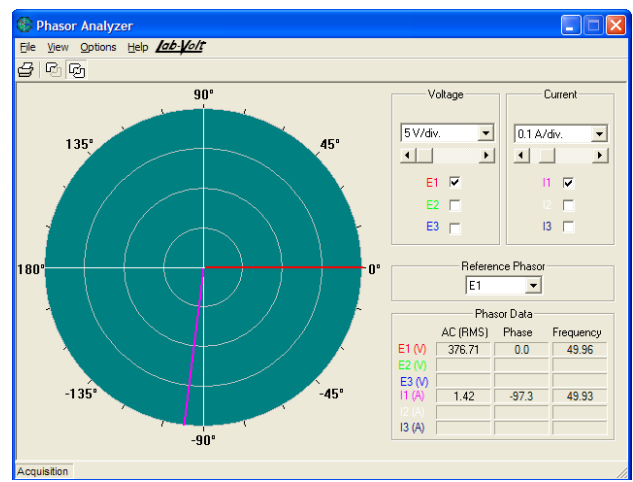 Phasor Analyzer
File View Options Help Lab-Volt
90°
135° 45°
180° 0°
-135° -45°
-90°
Voltage
5 V/div.
E1
E2
E3
Current
0.1 A/div.
I1
I2
I3
Reference Phasor
E1
Phasor Data
AC (RMS) Phase Frequency
E1 (V) 376.71 0.0 49.96
E2 (V)
E3 (V)
I1 (A) 1.42 -97.3 49.93
I2 (A)
I3 (A)
Acquisition